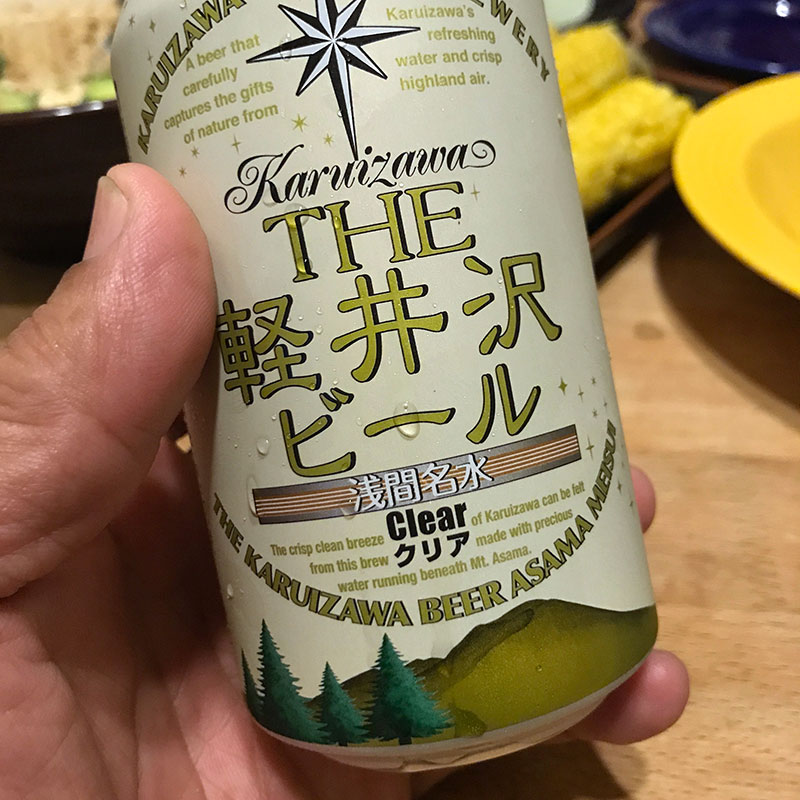 KARUIZAWA BREWERY
A beer that
carefully
captures the gifts
of nature from
Karuizawa's
refreshing
water and crisp
highland air.
Karuizawa
THE
軽井沢
ビール
浅間名水
Clear
クリア
The crisp clean breeze of Karuizawa can be felt
from this brew made with precious
water running beneath Mt. Asama.
THE KARUIZAWA BEER ASAMA MEISUI